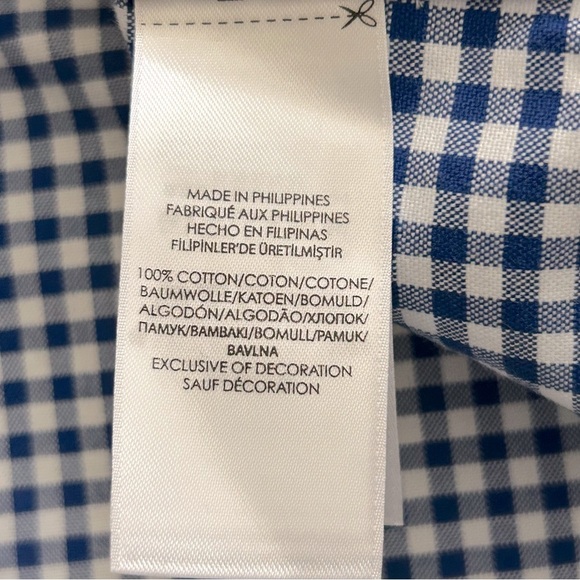 MADE IN PHILIPPINES
FABRIQUÉ AUX PHILIPPINES
HECHO EN FILIPINAS
FİLİPİNLER'DE ÜRETİLMİŞTİR
100% COTTON/COTON/COTONE/
BAUMWOLLE/KATOEN/BOMULD/
ALGODÓN/ALGODÃO/ХЛОПОК/
ПАМУК/ΒΑΜΒΑΚΙ/BOMULL/PAMUK/
BAVLNA
EXCLUSIVE OF DECORATION
SAUF DÉCORATION